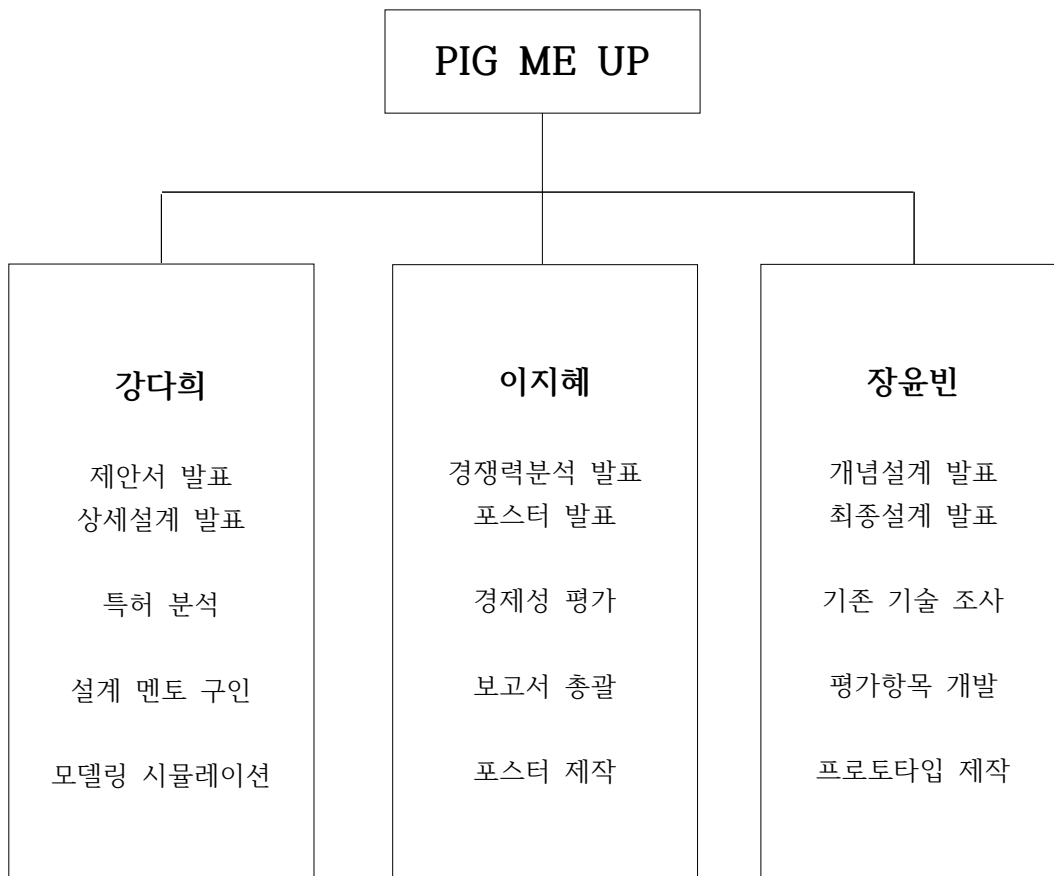 PIG ME UP
강다희
제안서 발표
상세설계 발표
특허 분석
설계 멘토 구인
모델링 시뮬레이션
이지혜
경쟁력분석 발표
포스터 발표
경제성 평가
보고서 총괄
포스터 제작
장윤빈
개념설계 발표
최종설계 발표
기존 기술 조사
평가항목 개발
프로토타입 제작